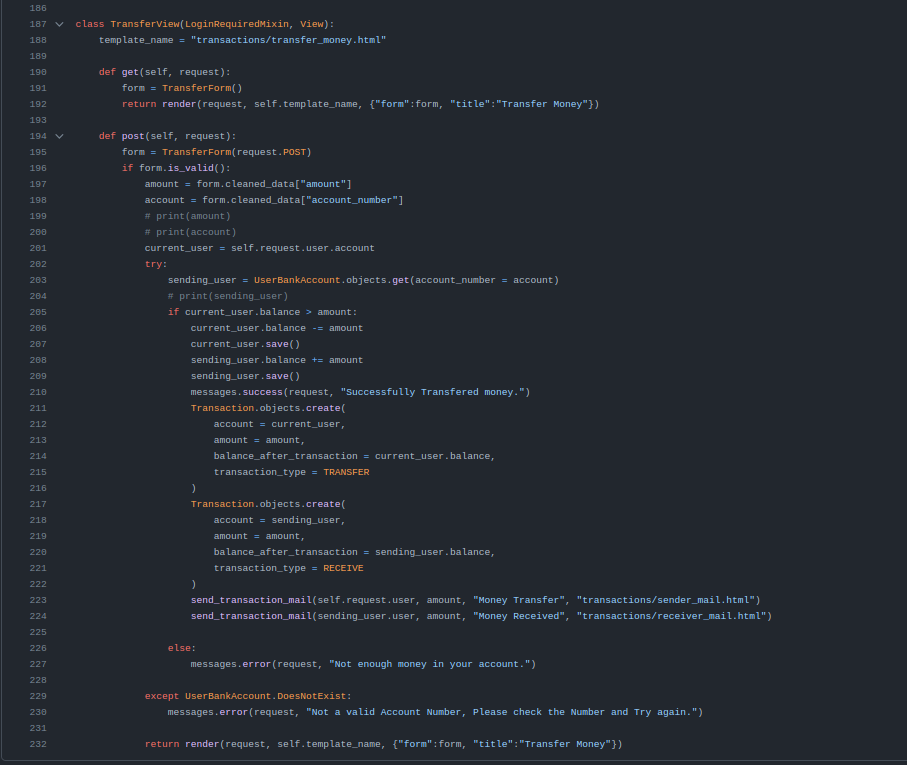 186
187 class TransferView(LoginRequiredMixin, View):
188     template_name = "transactions/transfer_money.html"
189
190     def get(self, request):
191         form = TransferForm()
192         return render(request, self.template_name, {"form":form, "title":"Transfer Money"})
193
194     def post(self, request):
195         form = TransferForm(request.POST)
196         if form.is_valid():
197             amount = form.cleaned_data["amount"]
198             account = form.cleaned_data["account_number"]
199             # print(amount)
200             # print(account)
201             current_user = self.request.user.account
202             try:
203                 sending_user = UserBankAccount.objects.get(account_number = account)
204                 # print(sending_user)
205                 if current_user.balance > amount:
206                     current_user.balance -= amount
207                     current_user.save()
208                     sending_user.balance += amount
209                     sending_user.save()
210                     messages.success(request, "Successfully Transfered money.")
211                     Transaction.objects.create(
212                         account = current_user,
213                         amount = amount,
214                         balance_after_transaction = current_user.balance,
215                         transaction_type = TRANSFER
216                     )
217                     Transaction.objects.create(
218                         account = sending_user,
219                         amount = amount,
220                         balance_after_transaction = sending_user.balance,
221                         transaction_type = RECEIVE
222                     )
223                     send_transaction_mail(self.request.user, amount, "Money Transfer", "transactions/sender_mail.html")
224                     send_transaction_mail(sending_user.user, amount, "Money Received", "transactions/receiver_mail.html")
225
226                 else:
227                     messages.error(request, "Not enough money in your account.")
228
229             except UserBankAccount.DoesNotExist:
230                 messages.error(request, "Not a valid Account Number, Please check the Number and Try again.")
231
232             return render(request, self.template_name, {"form":form, "title":"Transfer Money"})